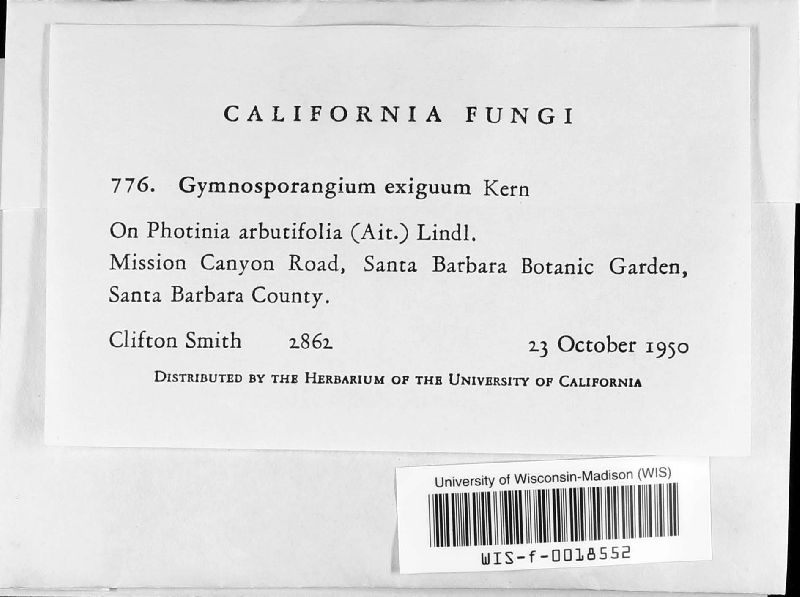 CALIFORNIA FUNGI
776. Gymnosporangium exiguum Kern
On Photinia arbutifolia (Ait.) Lindl.
Mission Canyon Road, Santa Barbara Botanic Garden,
Santa Barbara County.
Clifton Smith 2862 23 October 1950
DISTRIBUTED BY THE HERBARIUM OF THE UNIVERSITY OF CALIFORNIA
University of Wisconsin-Madison (WIS)
WIS-f-0018552